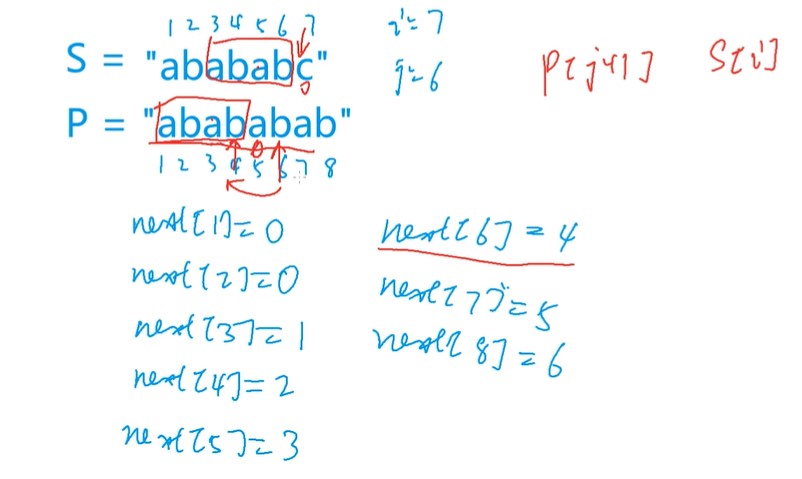 1 2 3 4 5 6 7
S = "abababc"
i=7
j=6
P[j+1] S[i]
P = "abababab"
1 2 3 4 5 6 7 8
next[1]=0
next[2]=0
next[3]=1
next[4]=2
next[5]=3
next[6]=4
next[7]=5
next[8]=6